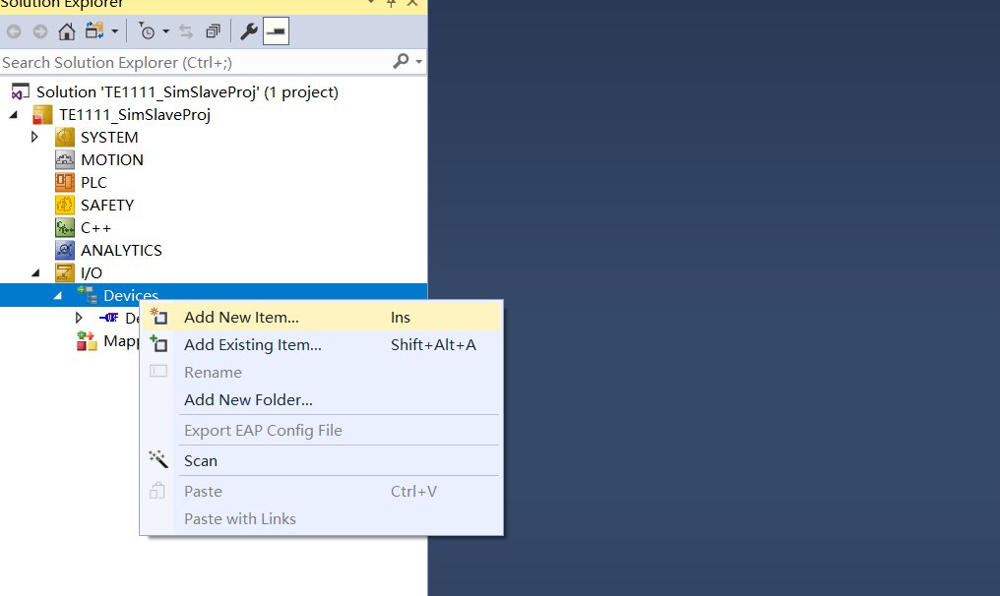 Solution Explorer
Search Solution Explorer (Ctrl+;)
Solution 'TE1111_SimSlaveProj' (1 project)
TE1111_SimSlaveProj
SYSTEM
MOTION
PLC
SAFETY
C++
ANALYTICS
I/O
Devices
Add New Item... Ins
Add Existing Item... Shift+Alt+A
Rename
Add New Folder...
Export EAP Config File
Scan
Paste Ctrl+V
Paste with Links